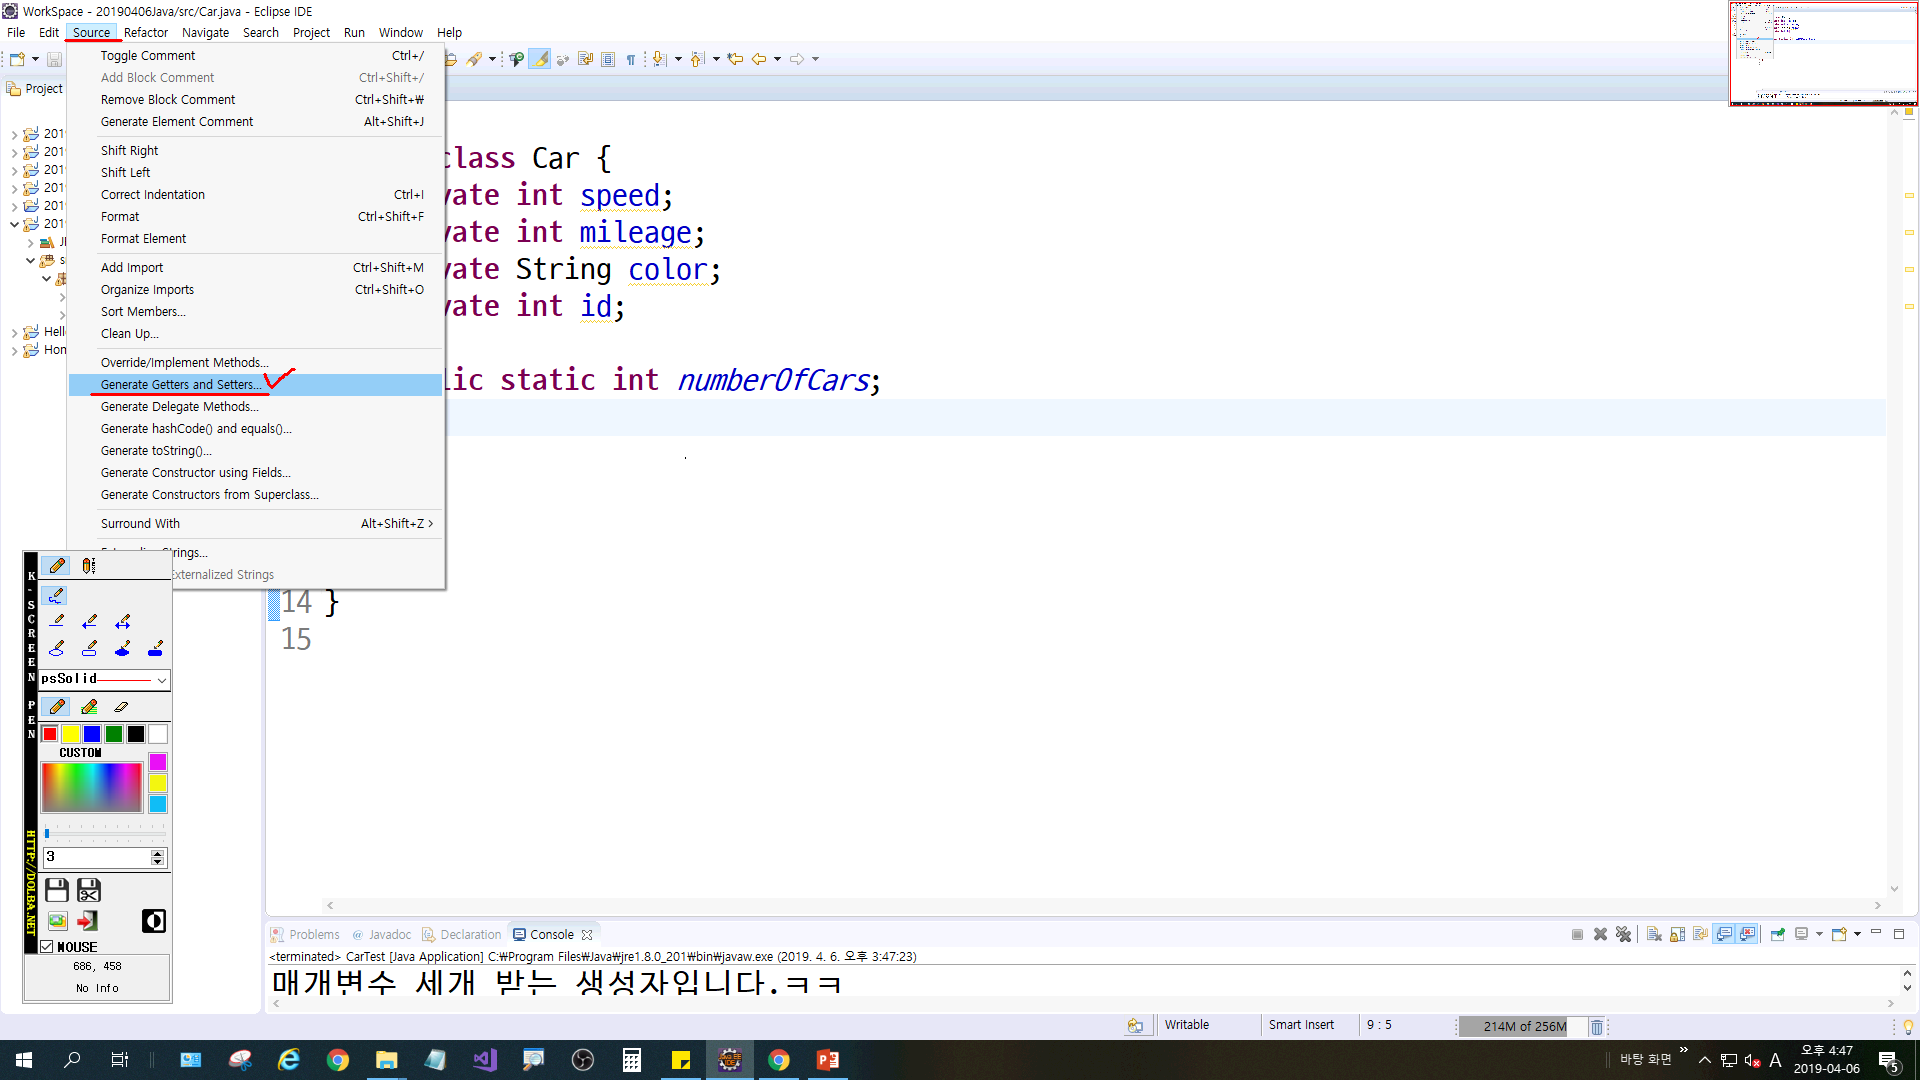 WorkSpace - 20190406Java/src/Car.java - Eclipse IDE
File Edit Source Refactor Navigate Search Project Run Window Help
Toggle Comment Ctrl+/
Add Block Comment Ctrl+Shift+/
Remove Block Comment Ctrl+Shift+₩
Generate Element Comment Alt+Shift+J
Shift Right
Shift Left
Correct Indentation Ctrl+I
Format Ctrl+Shift+F
Format Element
Add Import Ctrl+Shift+M
Organize Imports Ctrl+Shift+O
Sort Members...
Clean Up...
Override/Implement Methods...
Generate Getters and Setters...
Generate Delegate Methods...
Generate hashCode() and equals()...
Generate toString()...
Generate Constructor using Fields...
Generate Constructors from Superclass...
Surround With Alt+Shift+Z
Strings...
Externalized Strings
Project
201
201
201
201
201
201
Hell
Hor
class Car {
vate int speed;
vate int mileage;
vate String color;
vate int id;
lic static int numberOfCars;
14 }
15
K-SCREEN PEN
HTTP://DOLBA.NET
psSolid
CUSTOM
3
MOUSE
686, 458
No Info
Problems Javadoc Declaration Console
<terminated> CarTest [Java Application] C:₩Program Files₩Java₩jre1.8.0_201₩bin₩javaw.exe (2019. 4. 6. 오후 3:47:23)
매개변수 세개 받는 생성자입니다.ㅋㅋ
Writable Smart Insert 9 : 5 214M of 256M
바탕 화면 A 오후 4:47
2019-04-06
5